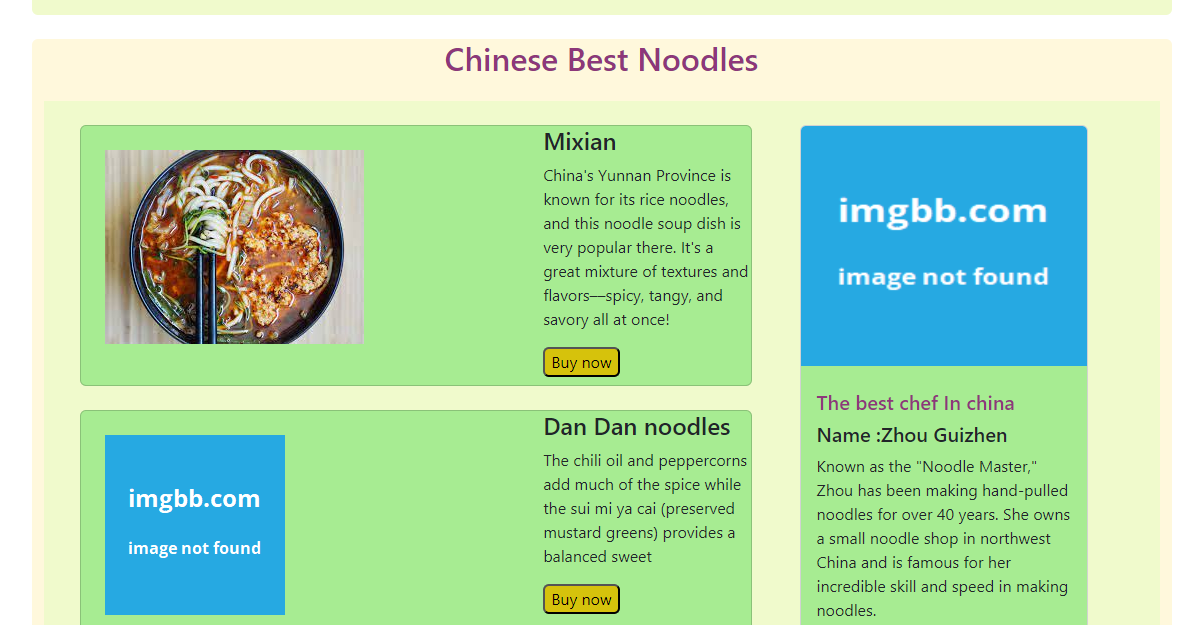 Chinese Best Noodles
Mixian
China's Yunnan Province is
known for its rice noodles,
and this noodle soup dish is
very popular there. It's a
great mixture of textures and
flavors—spicy, tangy, and
savory all at once!
Buy now
Dan Dan noodles
The chili oil and peppercorns
add much of the spice while
the sui mi ya cai (preserved
mustard greens) provides a
balanced sweet
Buy now
imgbb.com
image not found
imgbb.com
image not found
The best chef In china
Name :Zhou Guizhen
Known as the "Noodle Master,"
Zhou has been making hand-pulled
noodles for over 40 years. She owns
a small noodle shop in northwest
China and is famous for her
incredible skill and speed in making
noodles.